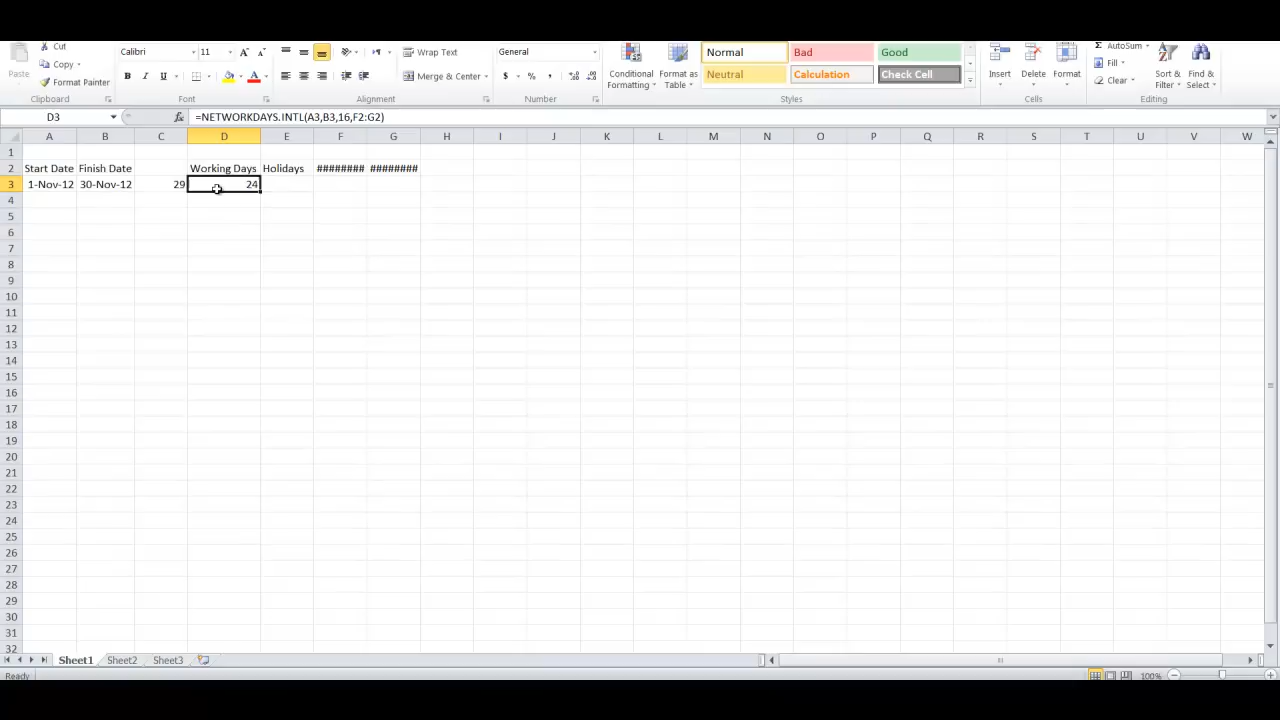 Cut
Copy
Format Painter
Paste
Clipboard
Calibri
11
B I U
Font
Wrap Text
Merge & Center
Alignment
General
$ % ,
Number
Conditional Formatting
Format as Table
Normal
Bad
Good
Neutral
Calculation
Check Cell
Styles
Insert
Delete
Format
Cells
Σ AutoSum
Fill
Clear
Sort & Filter
Find & Select
Editing
D3
fx
=NETWORKDAYS.INTL(A3,B3,16,F2:G2)
A B C D E F G H I J K L M N O P Q R S T U V W
1
2 Start Date Finish Date Working Days Holidays ######## ########
3 1-Nov-12 30-Nov-12 29 24
4
5
6
7
8
9
10
11
12
13
14
15
16
17
18
19
20
21
22
23
24
25
26
27
28
29
30
31
32
Sheet1 Sheet2 Sheet3
Ready
100%